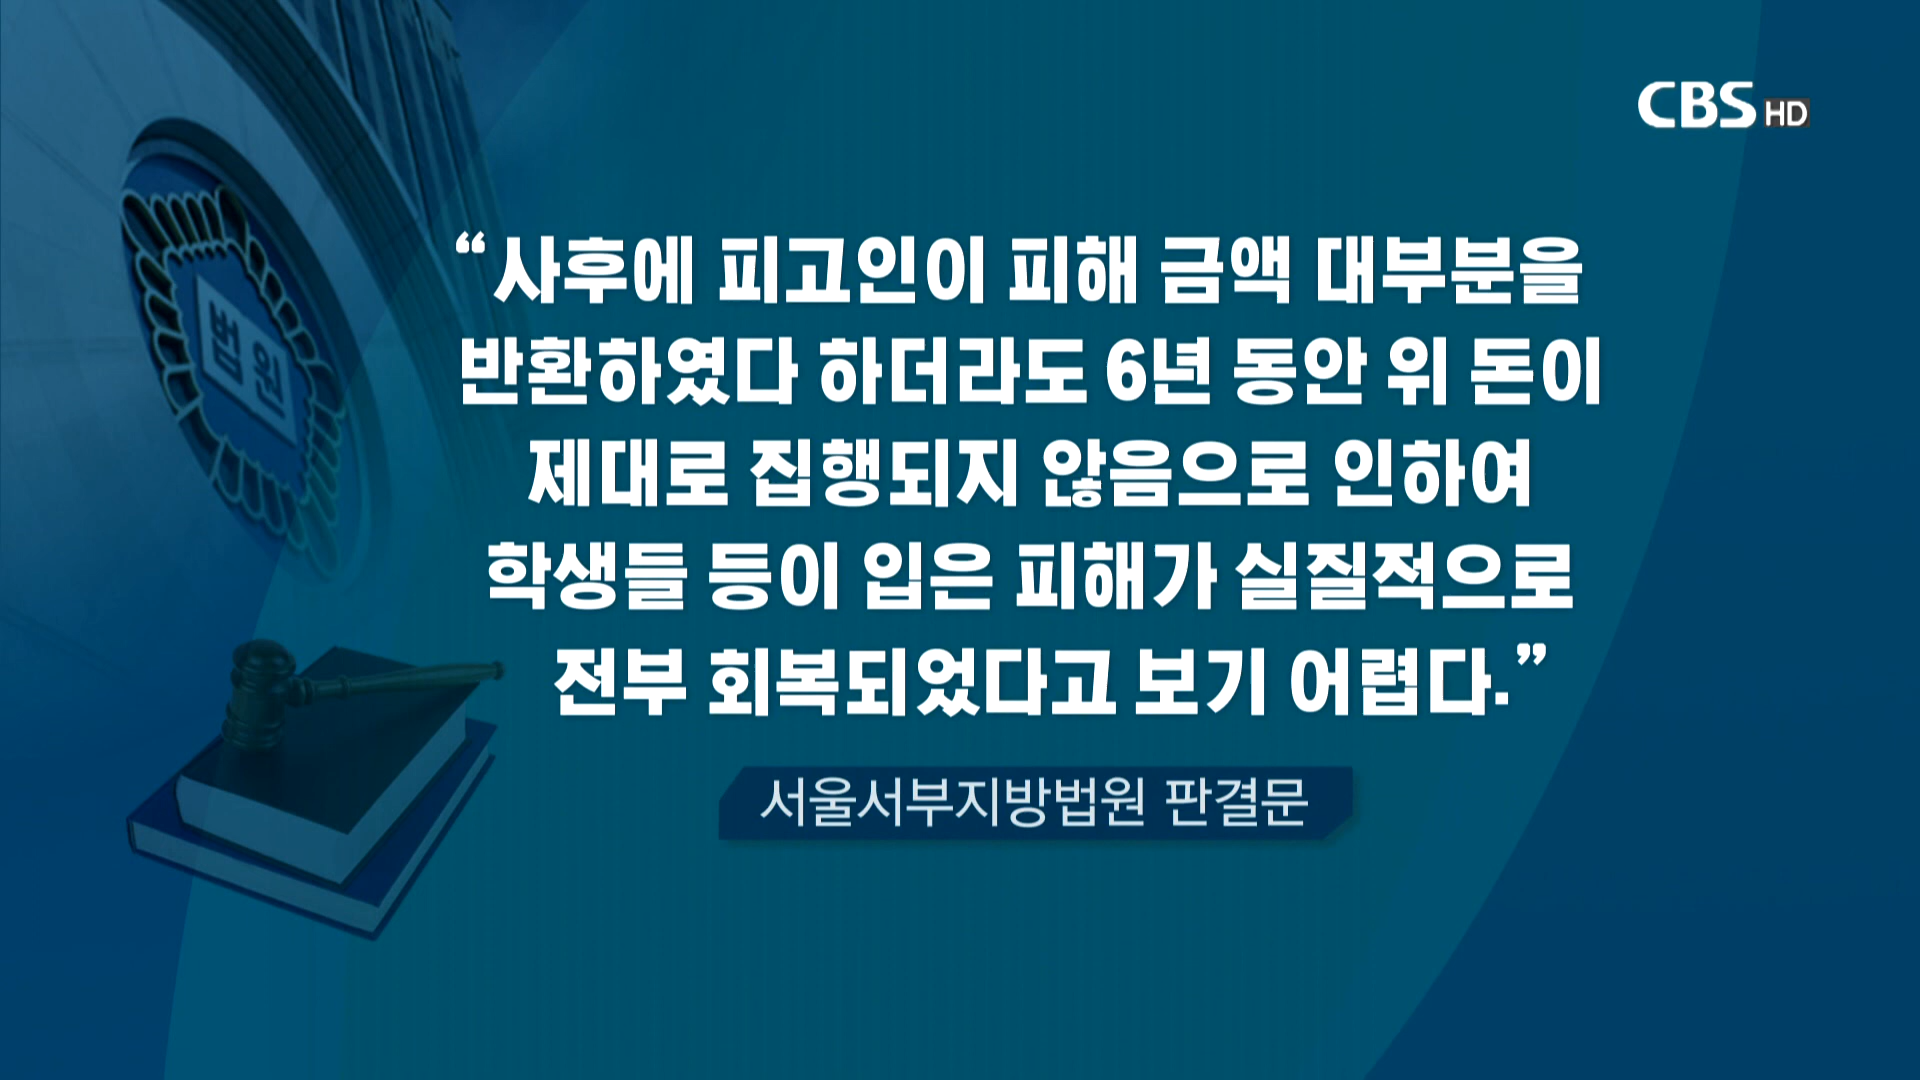 CBS HD
법원
“사후에 피고인이 피해 금액 대부분을
반환하였다 하더라도 6년 동안 위 돈이
제대로 집행되지 않음으로 인하여
학생들 등이 입은 피해가 실질적으로
전부 회복되었다고 보기 어렵다.”
서울서부지방법원 판결문